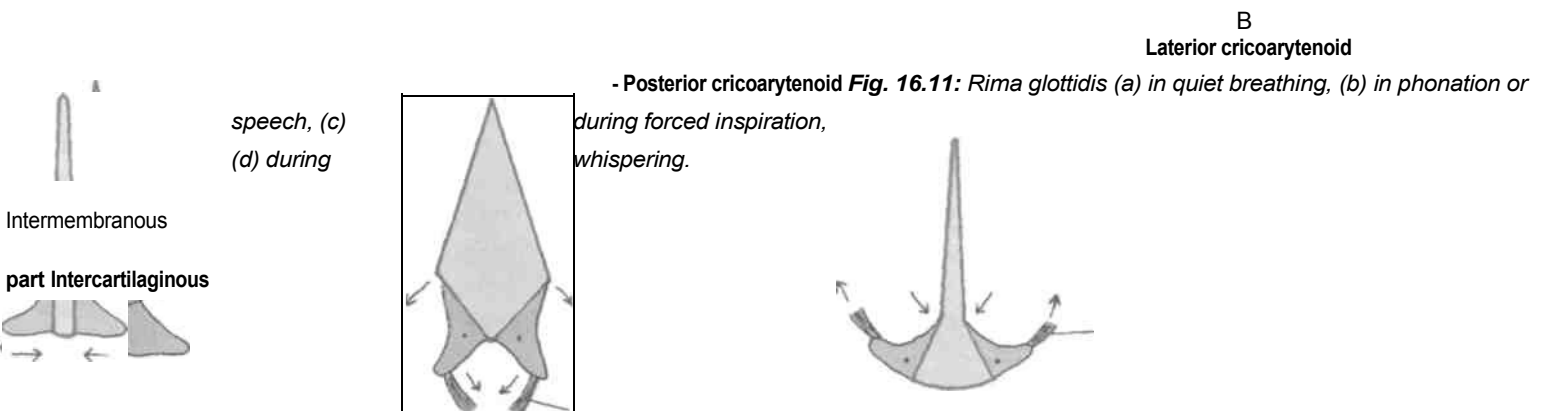 B
Laterior cricoarytenoid
- Posterior cricoarytenoid Fig. 16.11: Rima glottidis (a) in quiet breathing, (b) in phonation or
speech, (c) during forced inspiration,
(d) during whispering.
Intermembranous
part Intercartilaginous